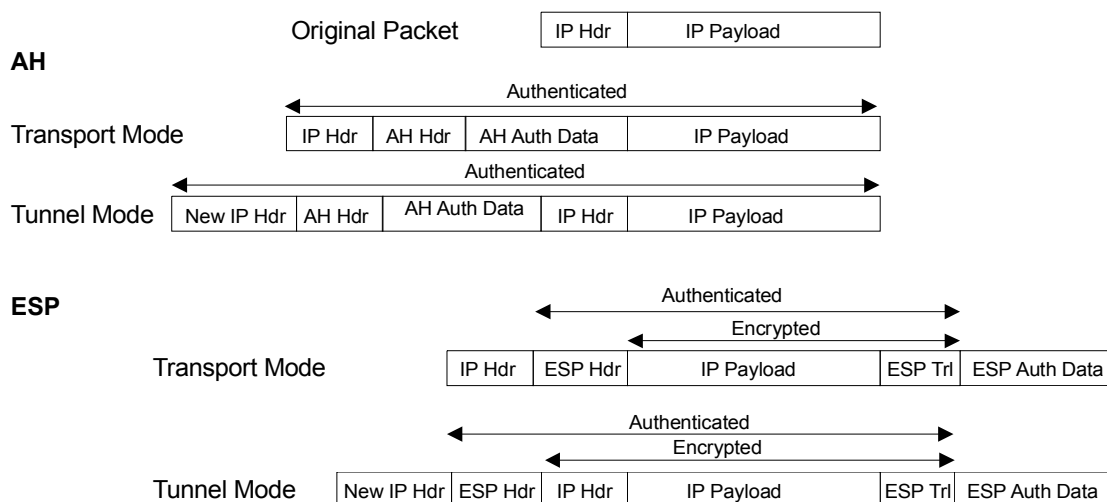 Original Packet IP Hdr IP Payload
AH
Authenticated
Transport Mode IP Hdr AH Hdr AH Auth Data IP Payload
Authenticated
Tunnel Mode New IP Hdr AH Hdr AH Auth Data IP Hdr IP Payload
ESP
Authenticated
Encrypted
Transport Mode IP Hdr ESP Hdr IP Payload ESP Trl ESP Auth Data
Authenticated
Encrypted
Tunnel Mode New IP Hdr ESP Hdr IP Hdr IP Payload ESP Trl ESP Auth Data